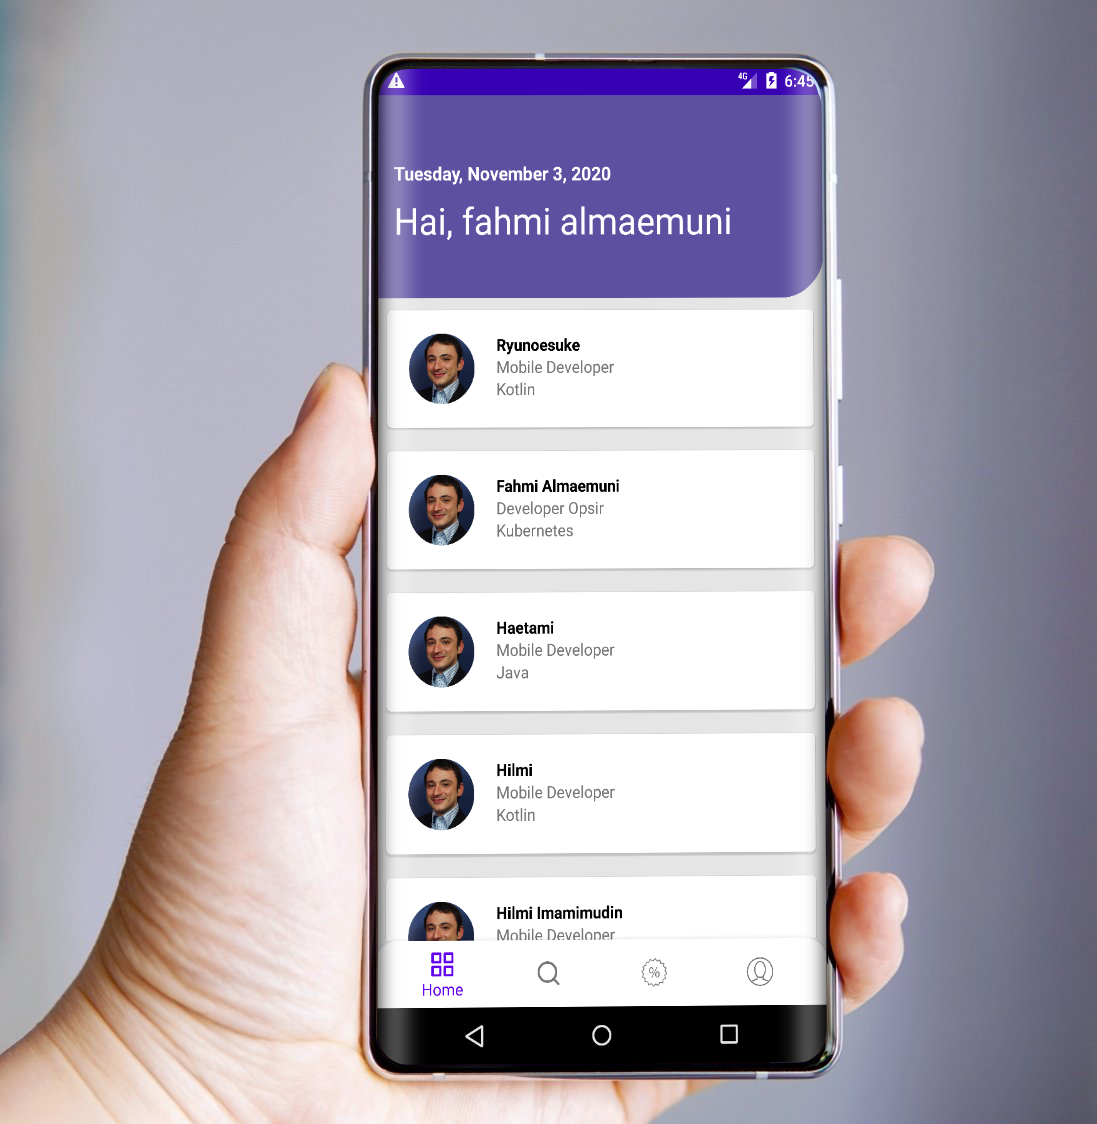 4G
6:45
Tuesday, November 3, 2020
Hai, fahmi almaemuni
Ryunoesuke
Mobile Developer
Kotlin
Fahmi Almaemuni
Developer Opsir
Kubernetes
Haetami
Mobile Developer
Java
Hilmi
Mobile Developer
Kotlin
Hilmi Imamimudin
Mobile Developer
%
Home